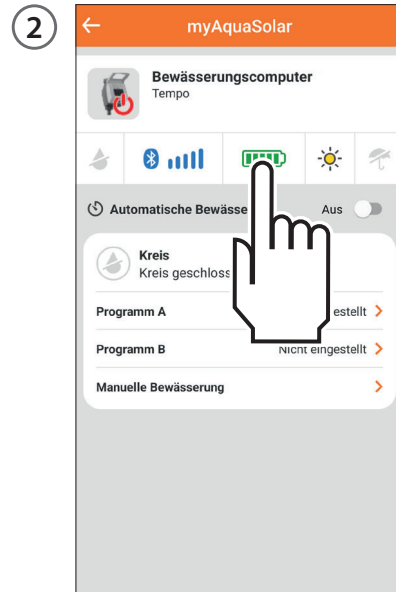 2
myAquaSolar
Bewässerungscomputer
Tempo
Automatische Bewässe Aus
Kreis
Kreis geschloss
Programm A estellt
Programm B Nicht eingestellt
Manuelle Bewässerung